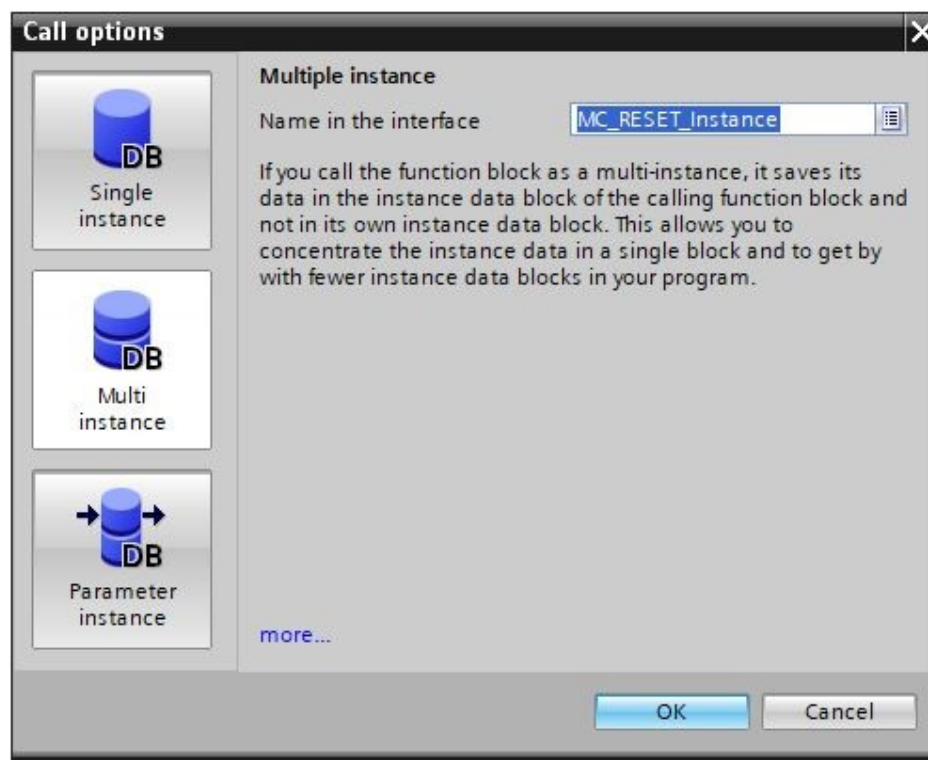 Call options
DB
Single
instance
DB
Multi
instance
DB
Parameter
instance
Multiple instance
Name in the interface
MC_RESET_Instance
If you call the function block as a multi-instance, it saves its
data in the instance data block of the calling function block and
not in its own instance data block. This allows you to
concentrate the instance data in a single block and to get by
with fewer instance data blocks in your program.
more...
OK
Cancel